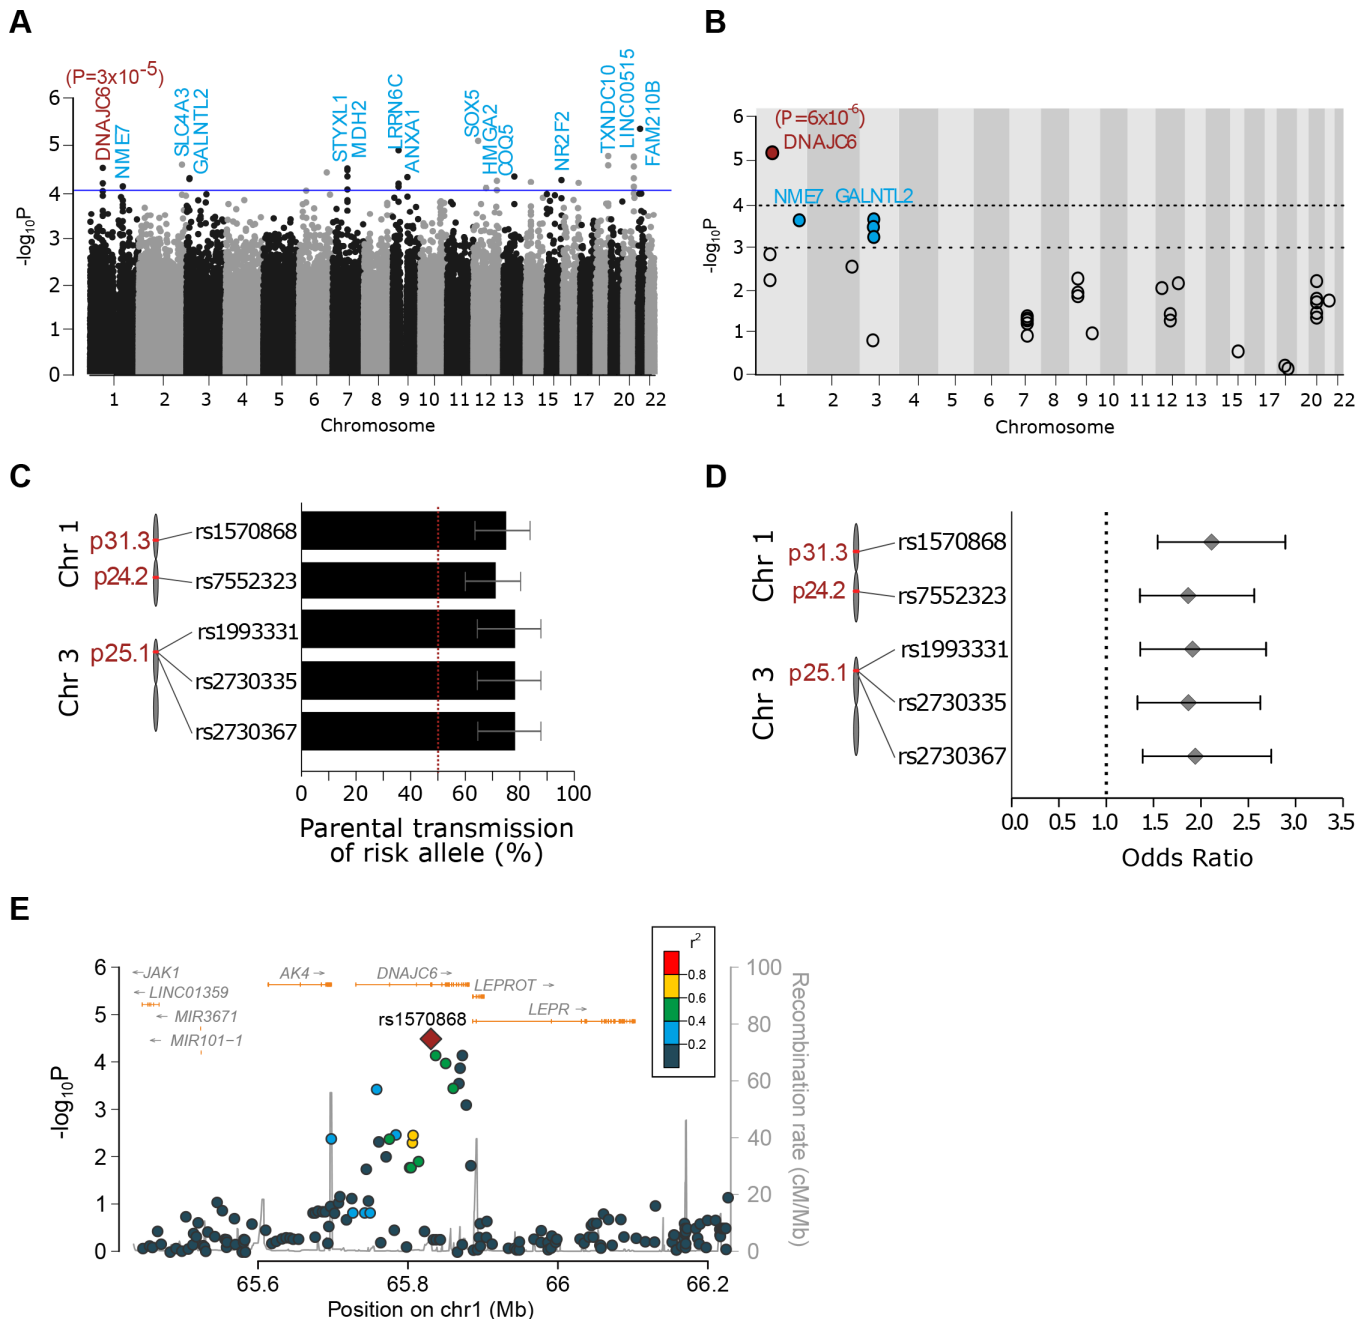 A
(P=3x10-5)
DNAJC6
NME7
SLC4A3
GALNTL2
STYXL1
MDH2
LRRN6C
ANXA1
SOX5
HMGA2
COQ5
NR2F2
TXNDC10
LINC00515
FAM210B
-log10P
6
5
4
3
2
1
0
1 2 3 4 5 6 7 8 9 10 11 12 13 15 17 20 22
Chromosome
B
(P=6x10-6)
DNAJC6
NME7 GALNTL2
-log10P
6
5
4
3
2
1
0
1 2 3 4 5 6 7 8 9 10 11 12 13 15 17 20 22
Chromosome
C
Chr 1
p31.3
p24.2
rs1570868
rs7552323
Chr 3
p25.1
rs1993331
rs2730335
rs2730367
0 20 40 60 80 100
Parental transmission
of risk allele (%)
D
Chr 1
p31.3
p24.2
rs1570868
rs7552323
Chr 3
p25.1
rs1993331
rs2730335
rs2730367
0.0 0.5 1.0 1.5 2.0 2.5 3.0 3.5
Odds Ratio
E
-log10P
6
5
4
3
2
1
0
←JAK1
← LINC01359
← MIR3671
← MIR101−1
AK4 →
DNAJC6 →
LEPROT →
LEPR →
rs1570868
r2
0.8
0.6
0.4
0.2
100
80
60
40
20
0
Recombination rate (cM/Mb)
65.6 65.8 66 66.2
Position on chr1 (Mb)